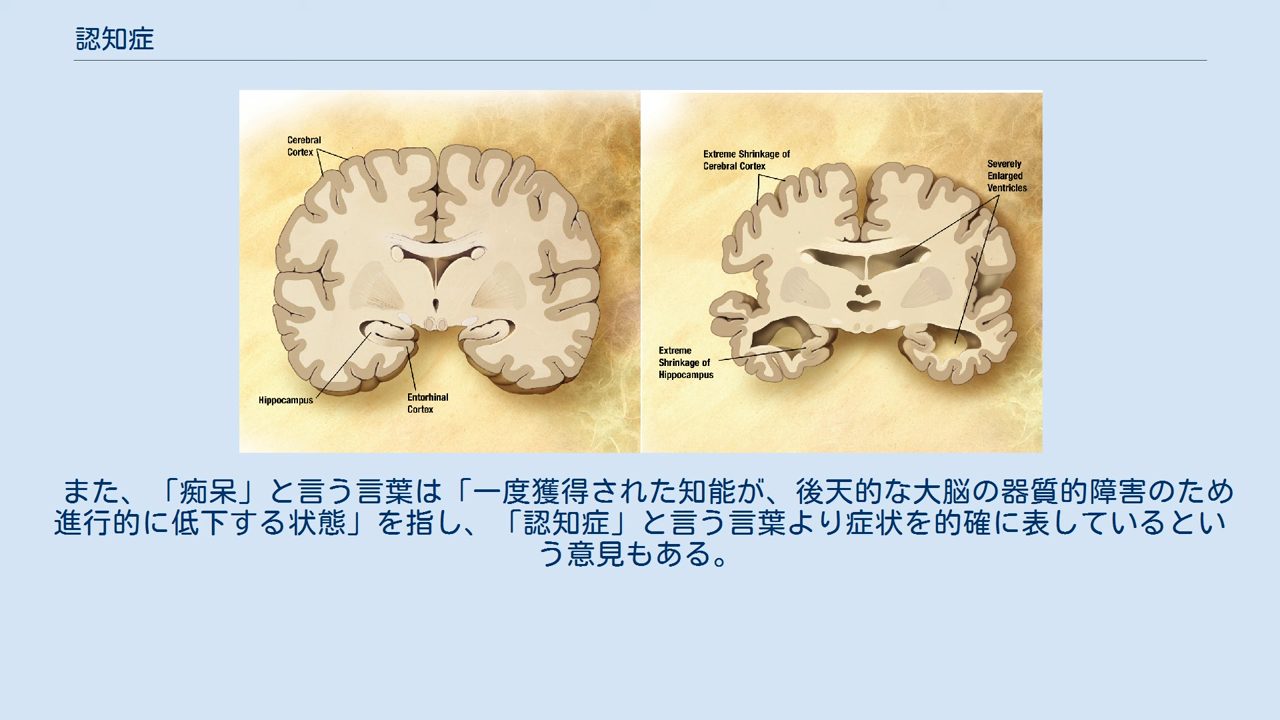 認知症
Cerebral
Cortex
Hippocampus
Entorhinal
Cortex
Extreme Shrinkage of
Cerebral Cortex
Severely
Enlarged
Ventricles
Extreme
Shrinkage of
Hippocampus
また、「痴呆」と言う言葉は「一度獲得された知能が、後天的な大脳の器質的障害のため
進行的に低下する状態」を指し、「認知症」と言う言葉より症状を的確に表しているとい
う意見もある。